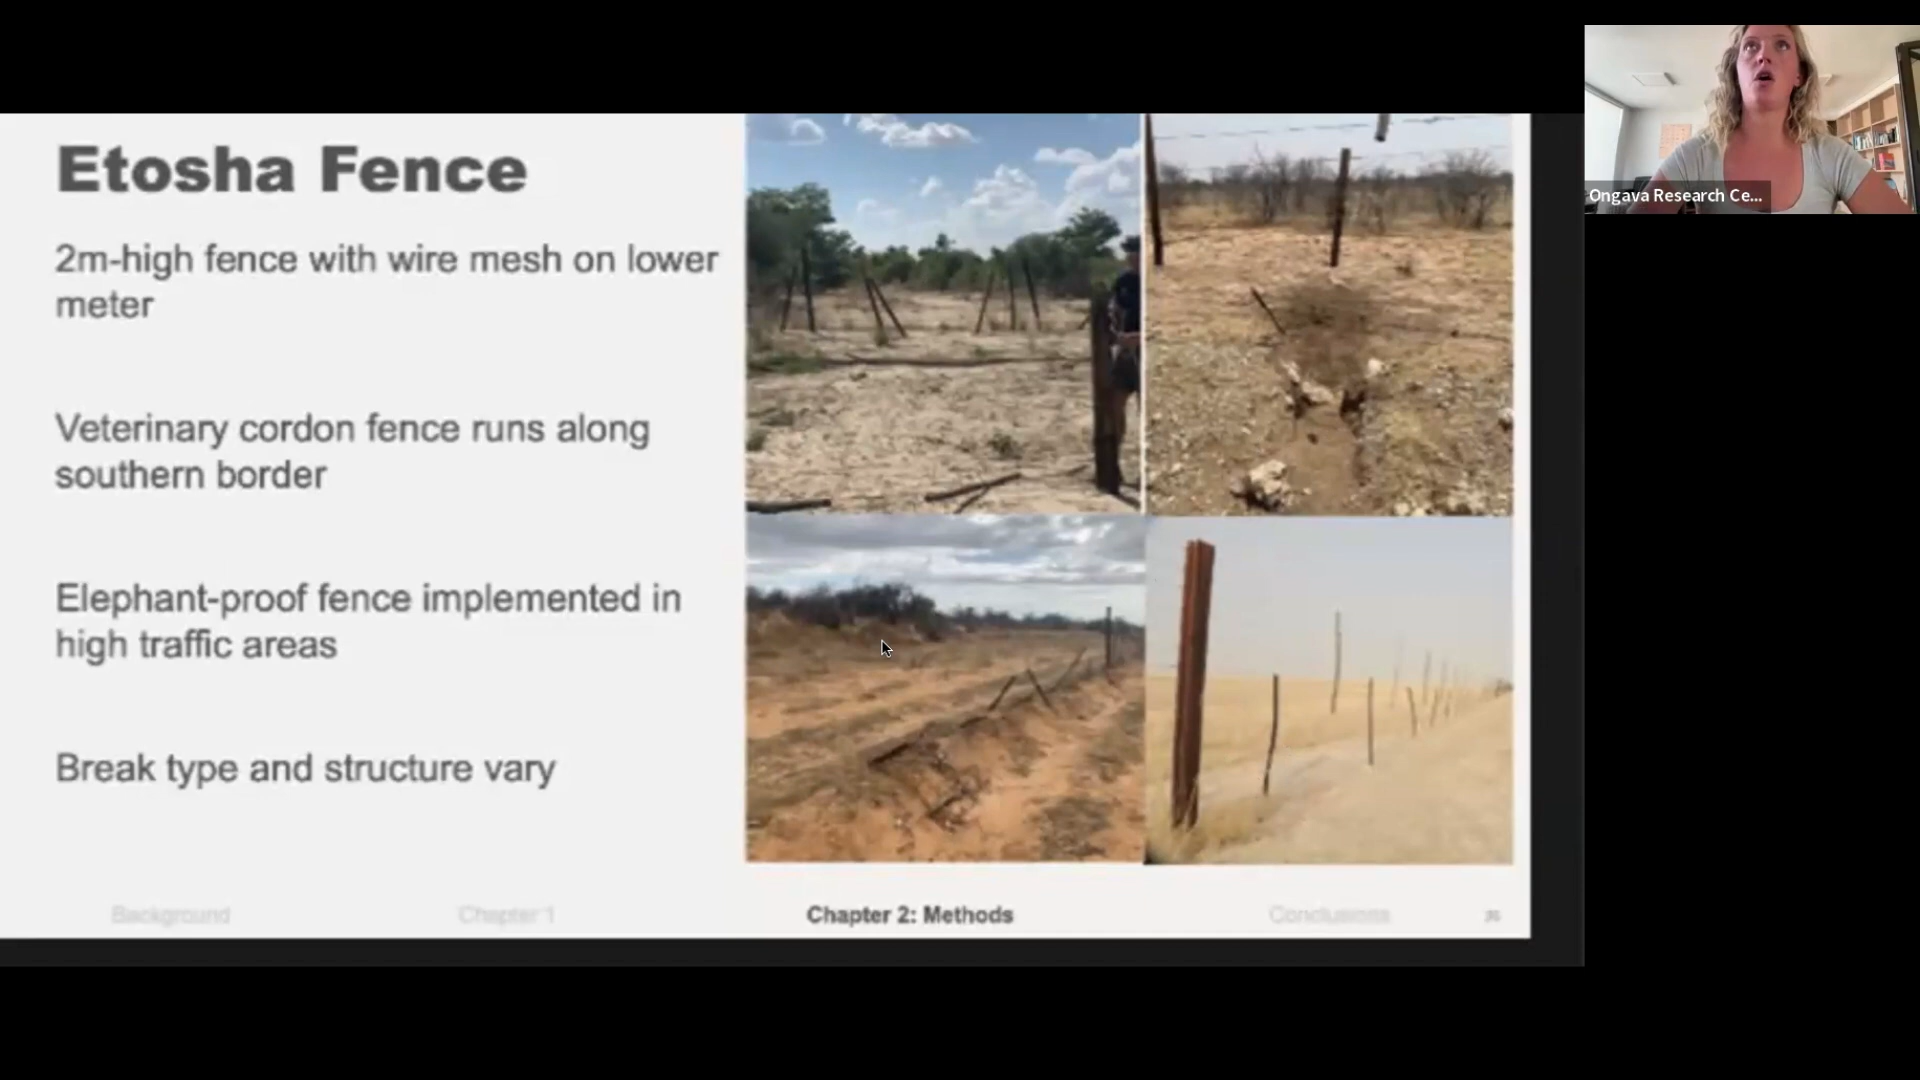 Etosha Fence
2m-high fence with wire mesh on lower
meter
Veterinary cordon fence runs along
southern border
Elephant-proof fence implemented in
high traffic areas
Break type and structure vary
Background
Chapter 1
Chapter 2: Methods
Conclusions
Ongava Research Ce...